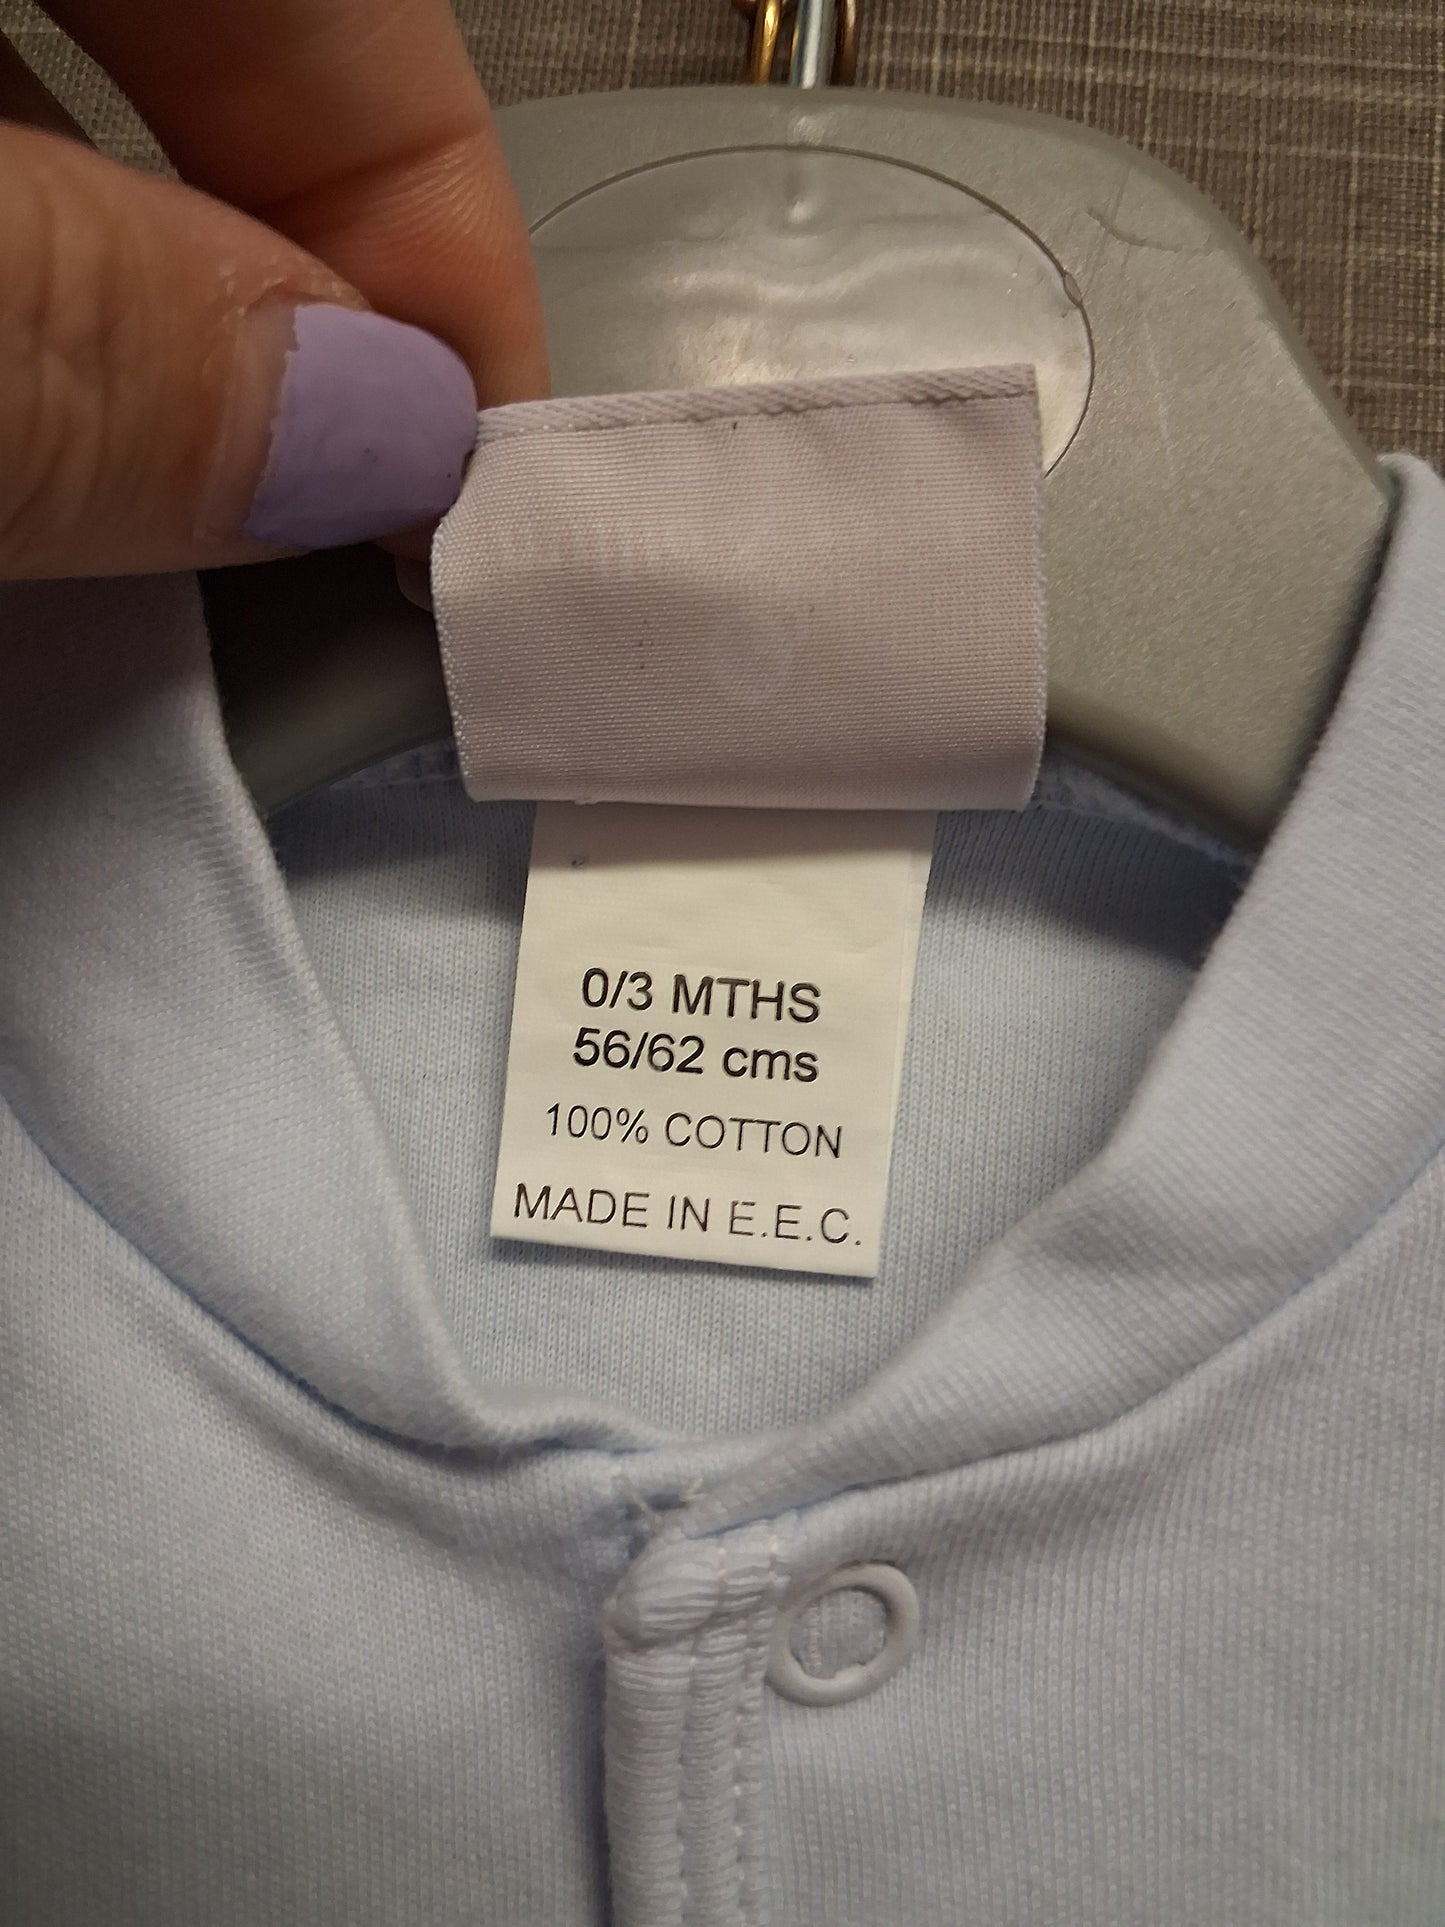 0/3 MTHS
56/62 cms
100% COTTON
MADE IN E.E.C.